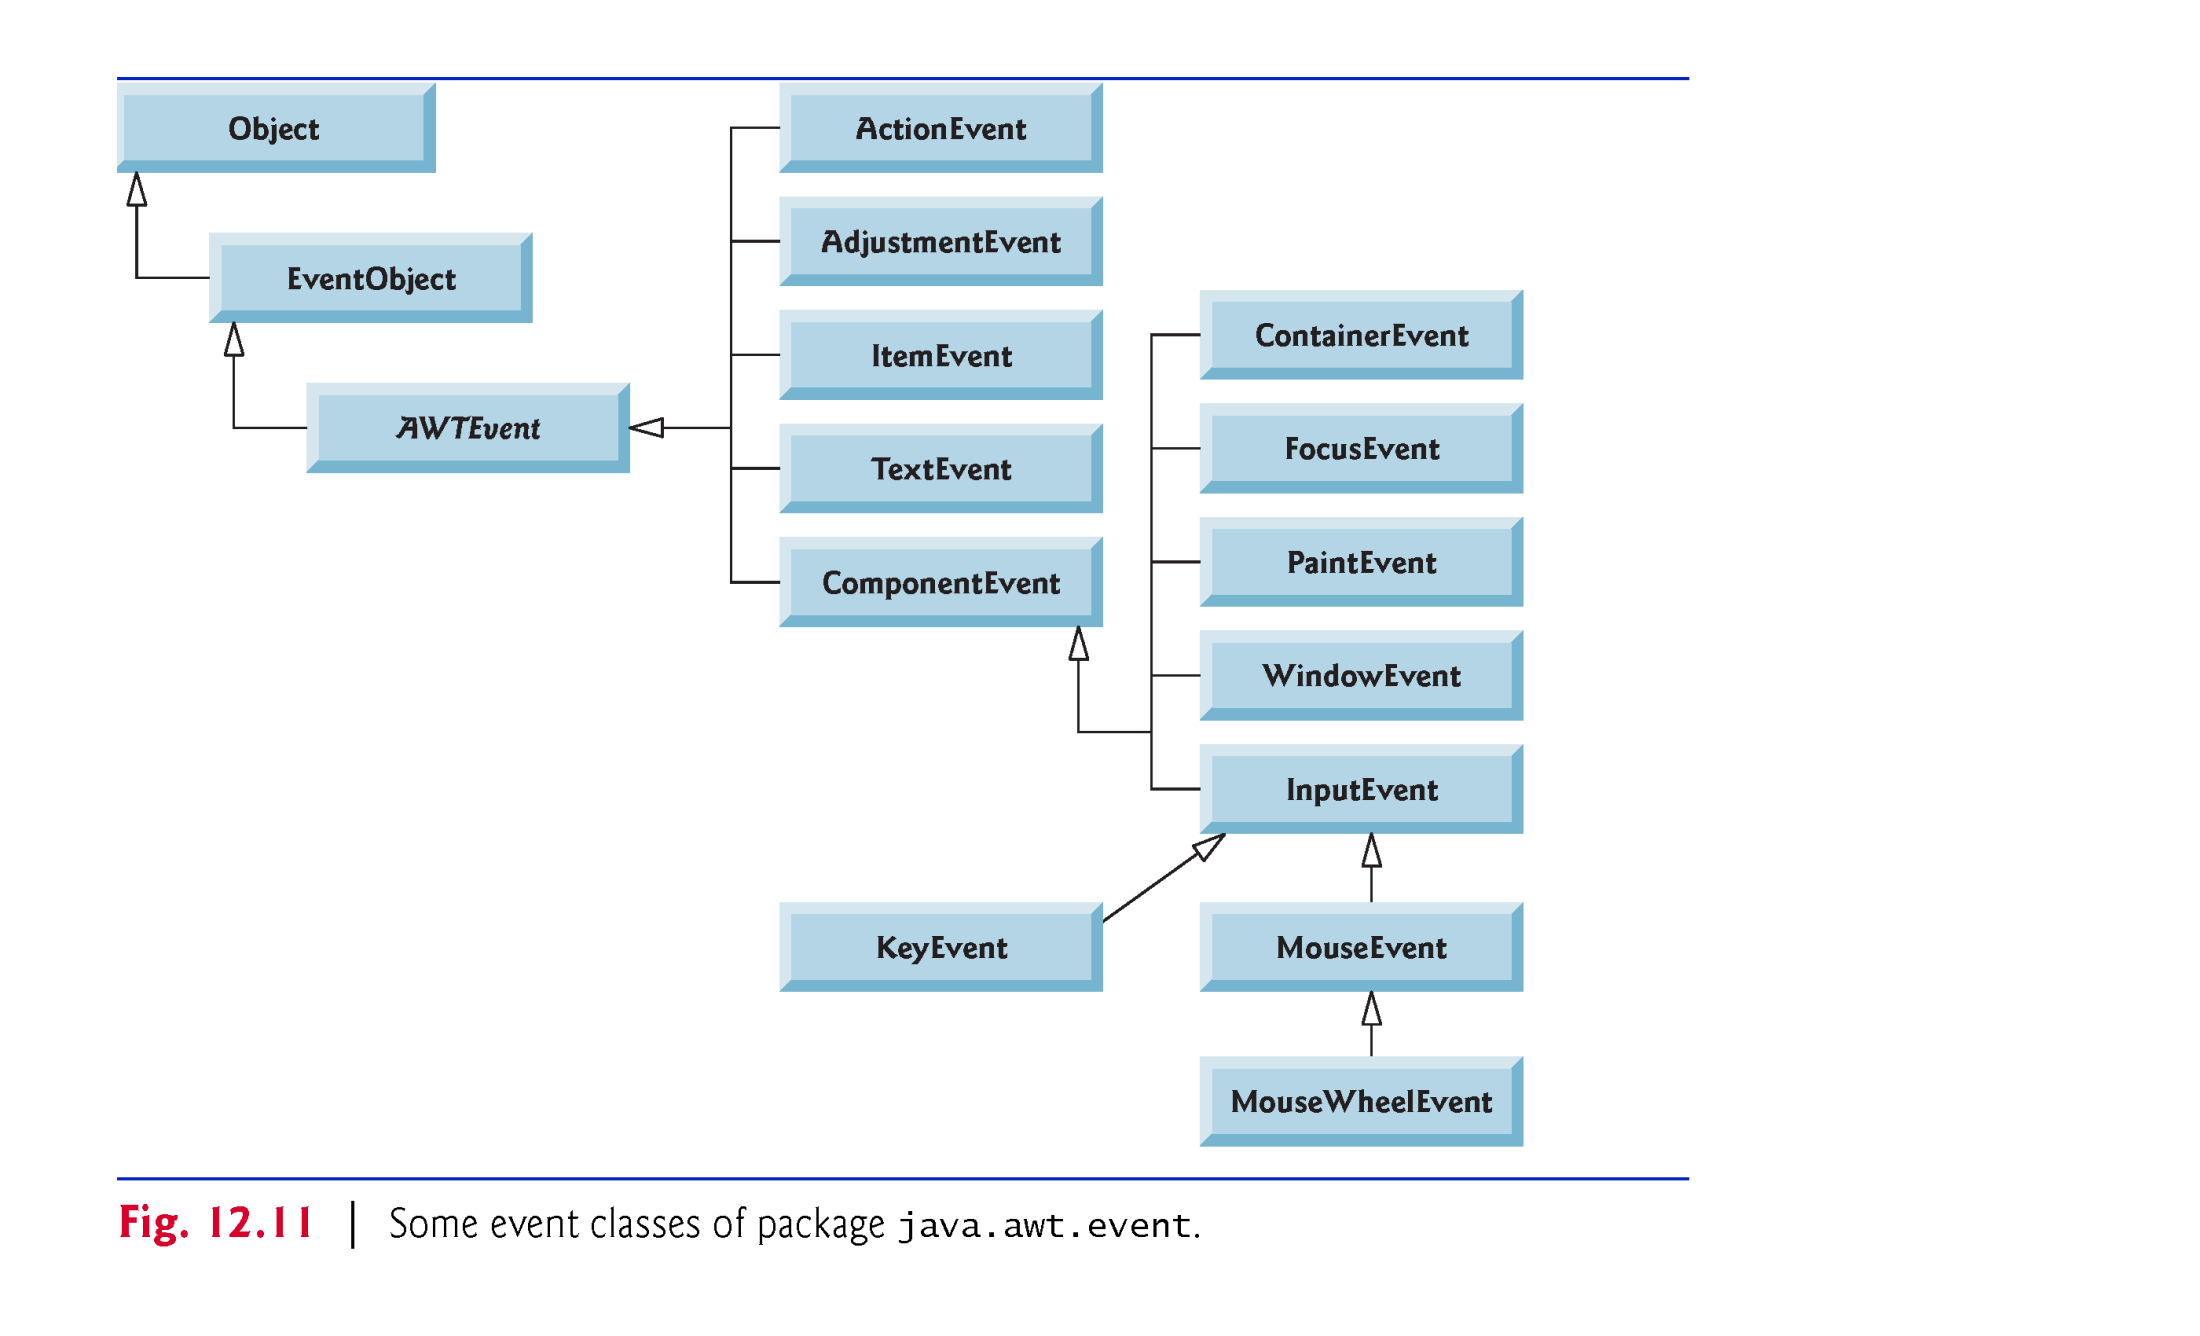 Object
EventObject
AWTEvent
ActionEvent
AdjustmentEvent
ItemEvent
TextEvent
ComponentEvent
ContainerEvent
FocusEvent
PaintEvent
WindowEvent
InputEvent
KeyEvent
MouseEvent
MouseWheelEvent
Fig. 12.11 | Some event classes of package java.awt.event.